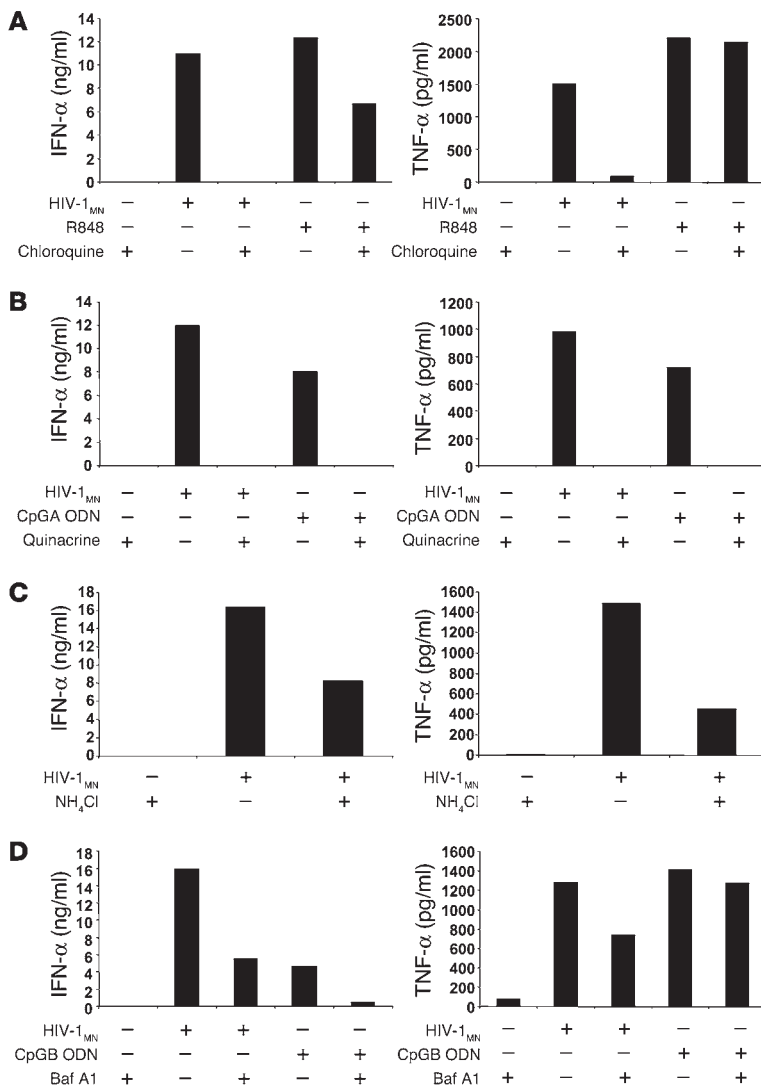 A
IFN-α (ng/ml)
14
12
10
8
6
4
2
0
HIV-1MN − + + − −
R848 − − − + +
Chloroquine + − + − +
TNF-α (pg/ml)
2500
2000
1500
1000
500
0
HIV-1MN − + + − −
R848 − − − + +
Chloroquine + − + − +
B
IFN-α (ng/ml)
14
12
10
8
6
4
2
0
HIV-1MN − + + − −
CpGA ODN − − − + +
Quinacrine + − + − +
TNF-α (pg/ml)
1200
1000
800
600
400
200
0
HIV-1MN − + + − −
CpGA ODN − − − + +
Quinacrine + − + − +
C
IFN-α (ng/ml)
18
16
14
12
10
8
6
4
2
0
HIV-1MN − + +
NH4Cl + − +
TNF-α (pg/ml)
1600
1400
1200
1000
800
600
400
200
0
HIV-1MN − + +
NH4Cl + − +
D
IFN-α (ng/ml)
18
16
14
12
10
8
6
4
2
0
HIV-1MN − + + − −
CpGB ODN − − − + +
Baf A1 + − + − +
TNF-α (pg/ml)
1600
1400
1200
1000
800
600
400
200
0
HIV-1MN − + + − −
CpGB ODN − − − + +
Baf A1 + − + − +